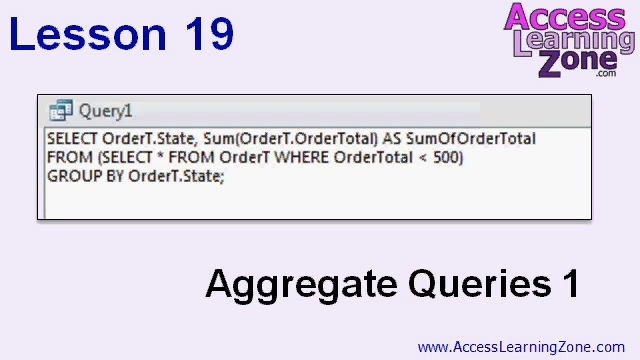 Lesson 19
Access
Learning
Zone
.com
Query1
SELECT OrderT.State, Sum(OrderT.OrderTotal) AS SumOfOrderTotal
FROM (SELECT * FROM OrderT WHERE OrderTotal < 500)
GROUP BY OrderT.State;
Aggregate Queries 1
www.AccessLearningZone.com